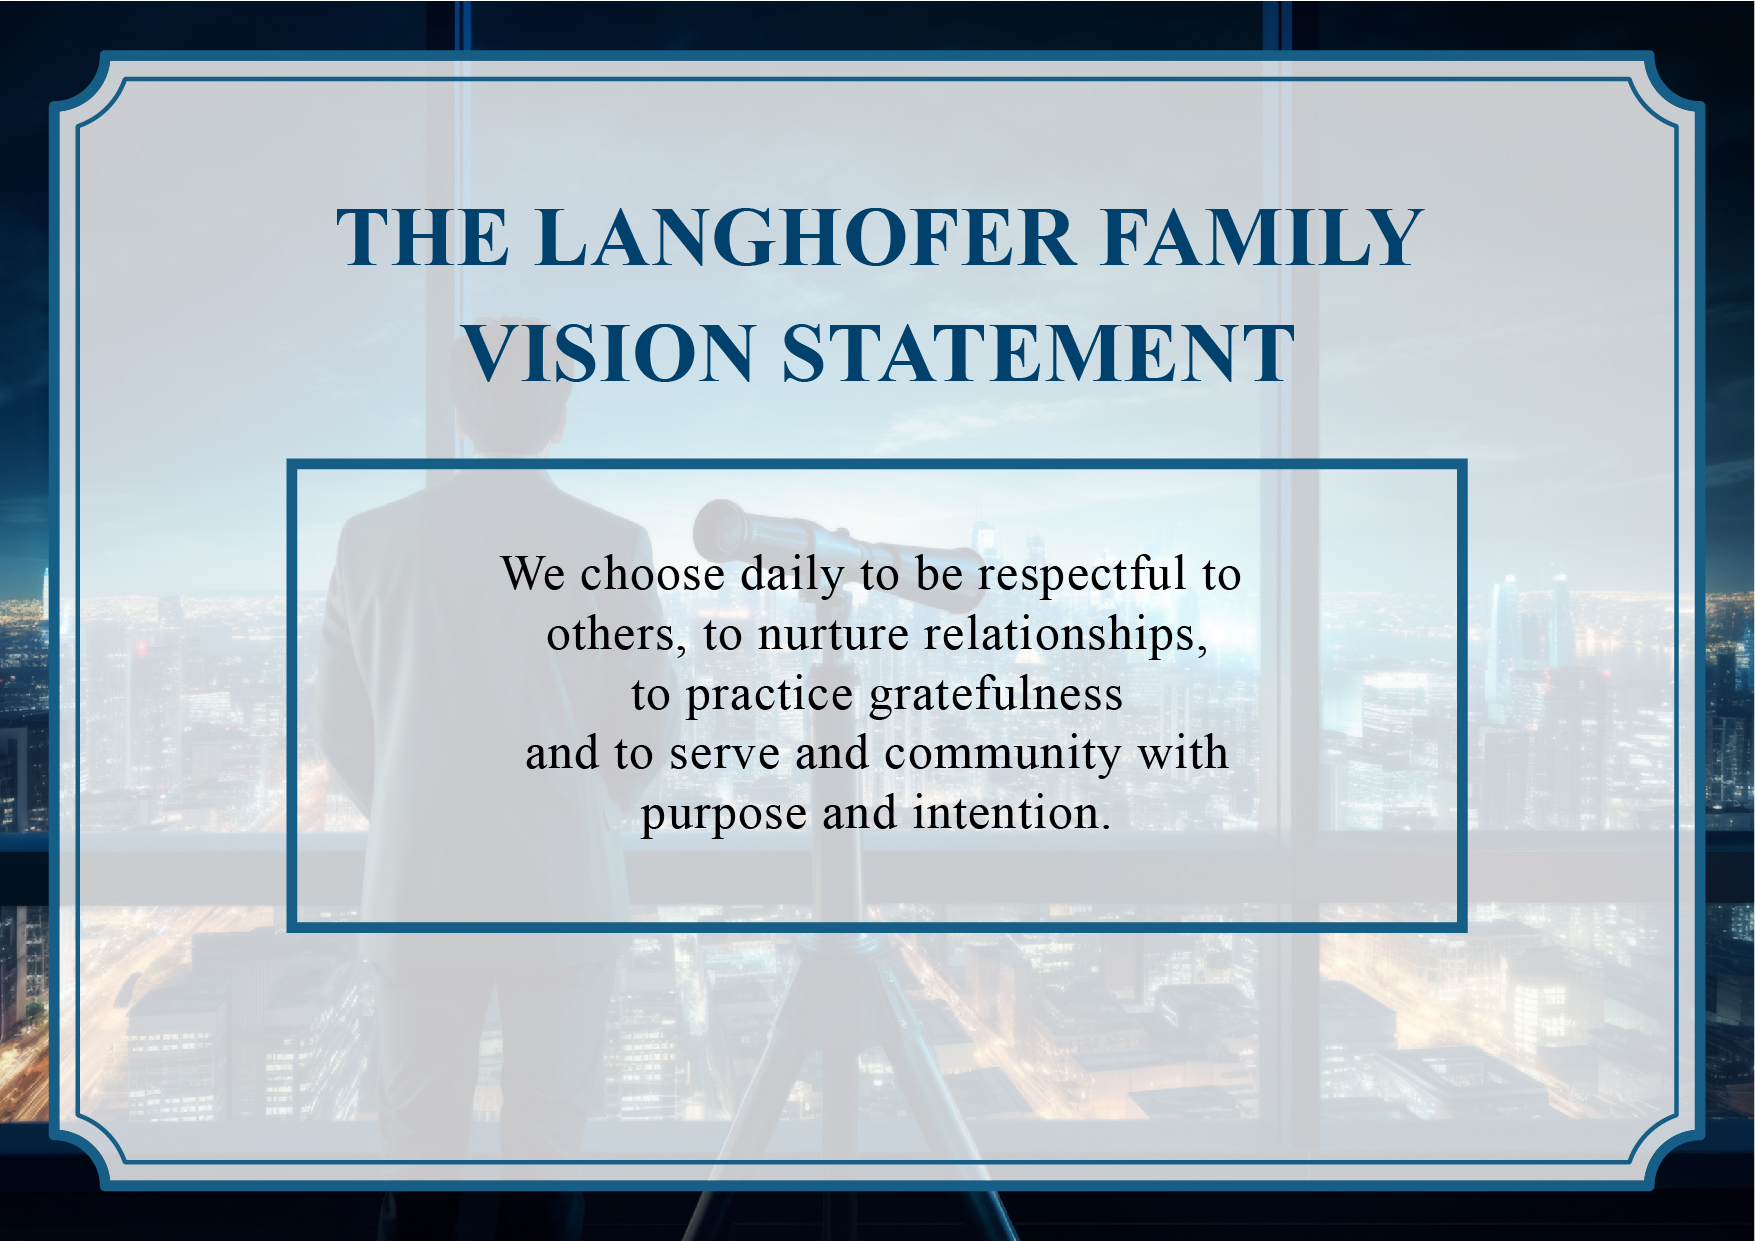 THE LANGHOFER FAMILY
VISION STATEMENT
We choose daily to be respectful to
others, to nurture relationships,
to practice gratefulness
and to serve and community with
purpose and intention.